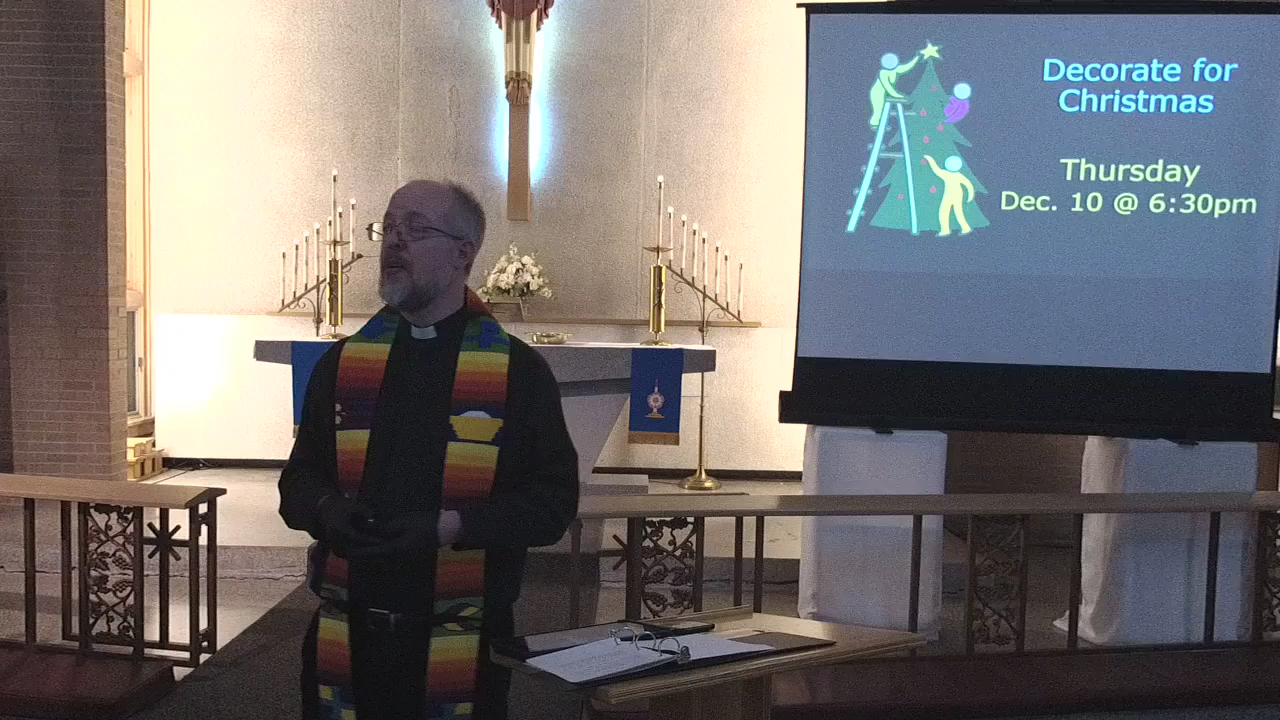 Decorate for
Christmas
Thursday
Dec. 10 @ 6:30pm